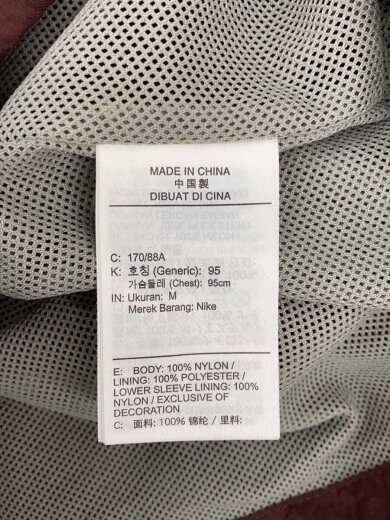 MADE IN CHINA
中国製
DIBUAT DI CINA
C: 170/88A
K: 호칭 (Generic): 95
가슴둘레 (Chest): 95cm
IN: Ukuran: M
Merek Barang: Nike
E: BODY: 100% NYLON /
LINING: 100% POLYESTER /
LOWER SLEEVE LINING: 100%
NYLON / EXCLUSIVE OF
DECORATION
C: 面料: 100% 锦纶 / 里料: